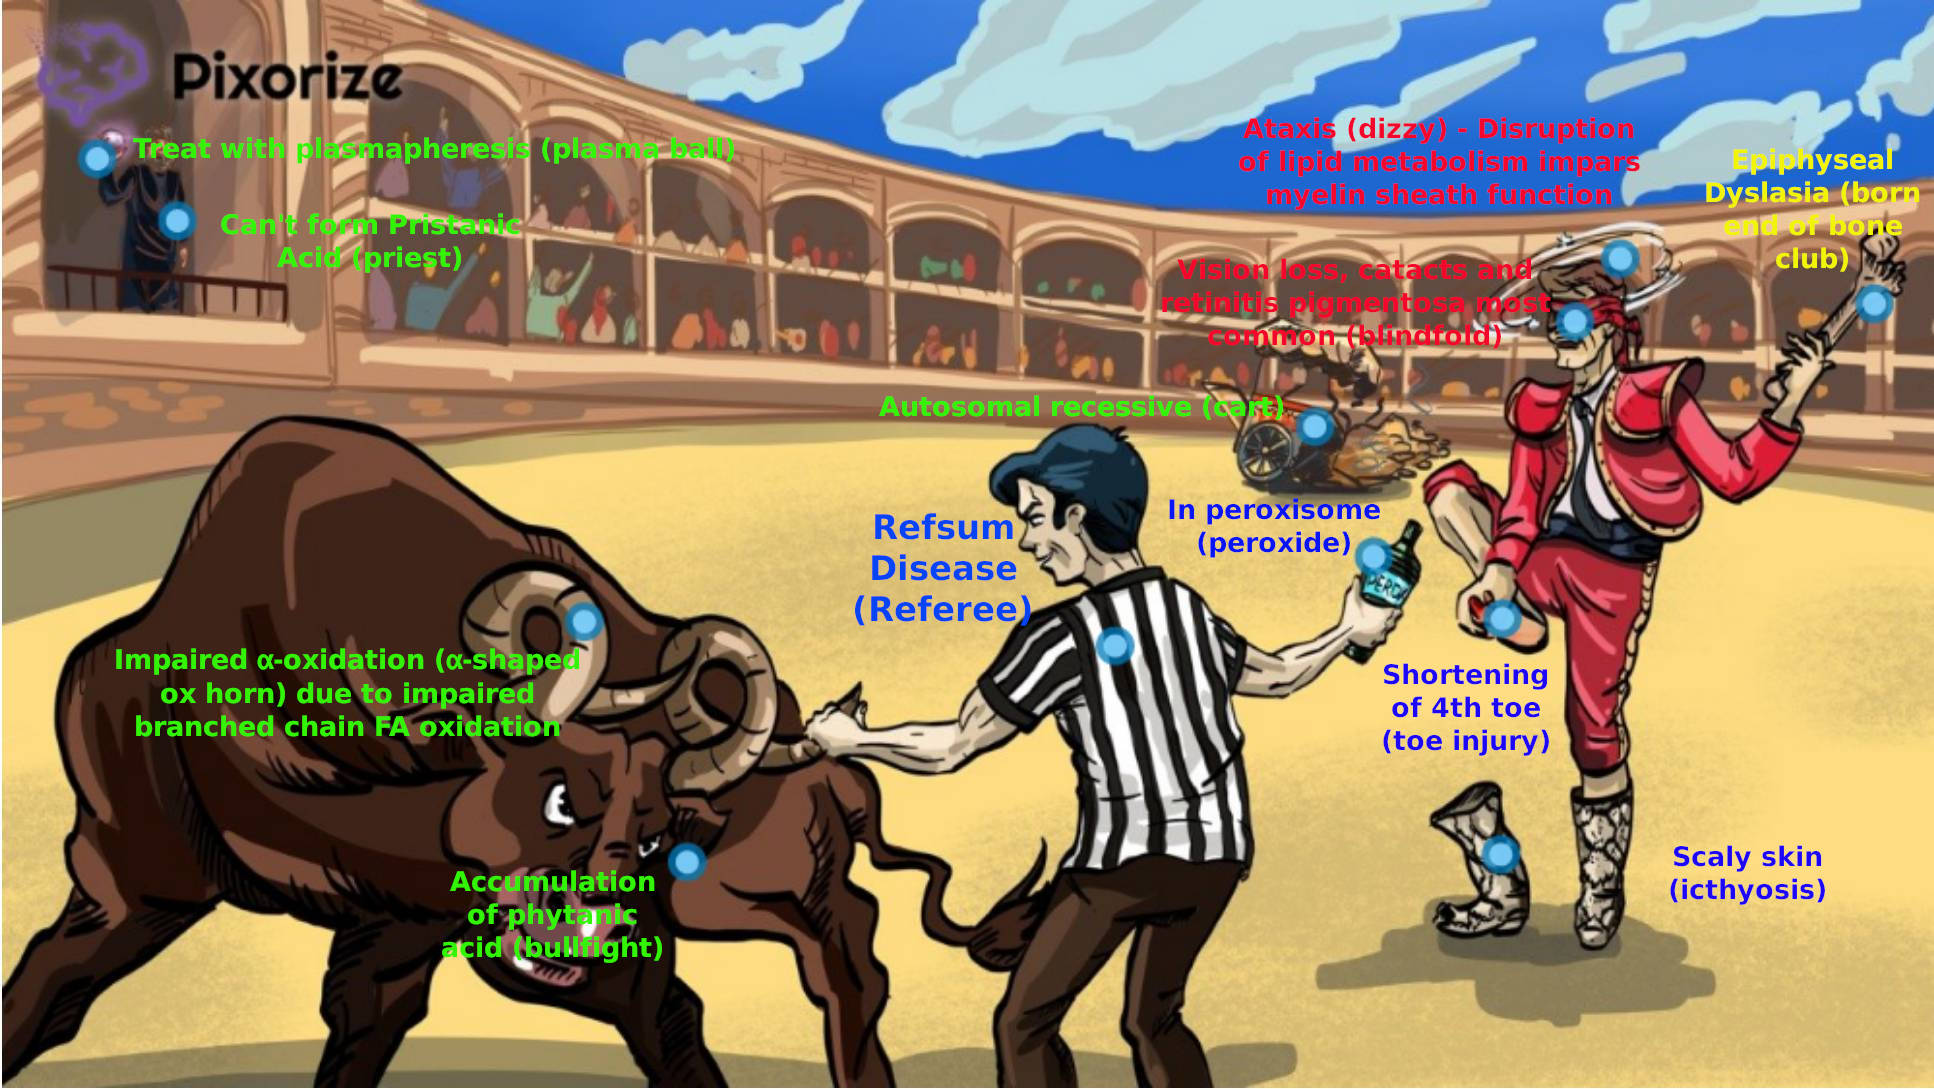 Pixorize
Treat with plasmapheresis (plasma ball)
Can't form Pristanic
Acid (priest)
Ataxis (dizzy) - Disruption
of lipid metabolism impars
myelin sheath function
Epiphyseal
Dyslasia (born
end of bone
club)
Vision loss, catacts and
retinitis pigmentosa most
common (blindfold)
Autosomal recessive (cart)
Refsum
Disease
(Referee)
In peroxisome
(peroxide)
PEROX
Impaired α-oxidation (α-shaped
ox horn) due to impaired
branched chain FA oxidation
Shortening
of 4th toe
(toe injury)
Accumulation
of phytanic
acid (bullfight)
Scaly skin
(icthyosis)